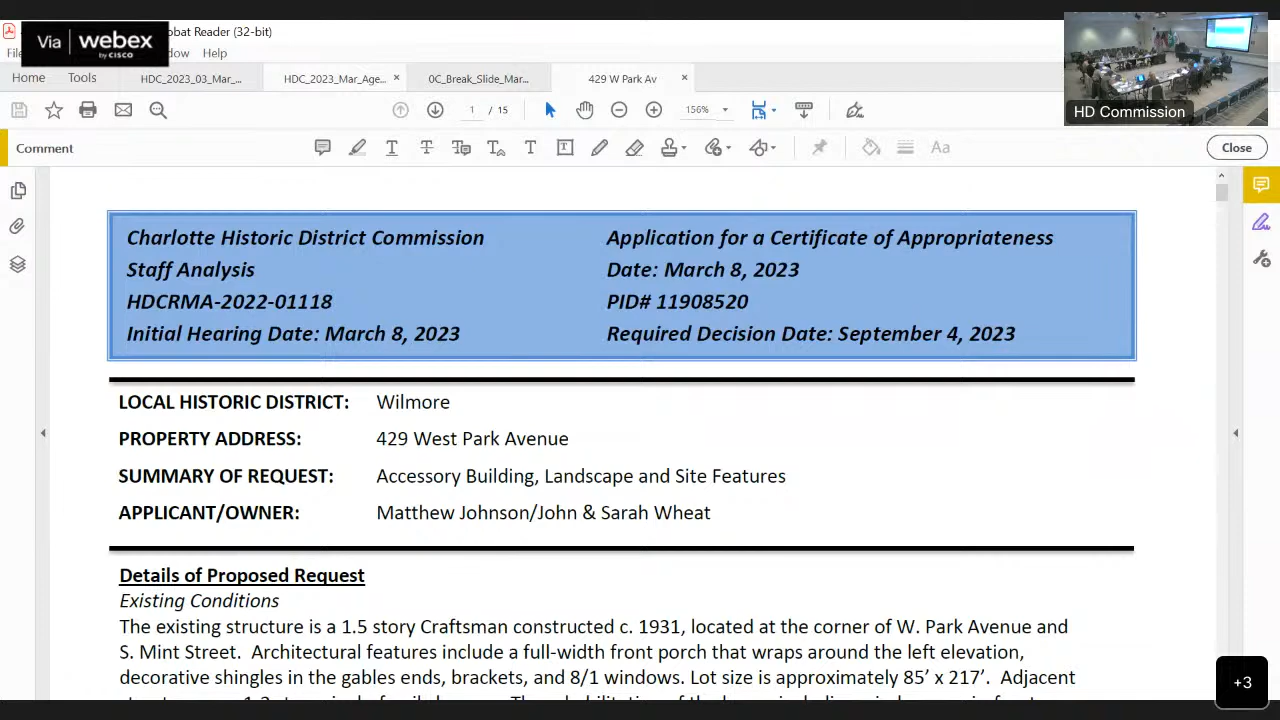 Via webex
by CISCO
obat Reader (32-bit)
File
dow Help
Home Tools HDC_2023_03_Mar_... HDC_2023_Mar_Age... × 0C_Break_Slide_Mar... 429 W Park Av ×
1 / 15 156%
HD Commission
Comment
Close
Charlotte Historic District Commission Application for a Certificate of Appropriateness
Staff Analysis Date: March 8, 2023
HDCRMA-2022-01118 PID# 11908520
Initial Hearing Date: March 8, 2023 Required Decision Date: September 4, 2023
LOCAL HISTORIC DISTRICT: Wilmore
PROPERTY ADDRESS: 429 West Park Avenue
SUMMARY OF REQUEST: Accessory Building, Landscape and Site Features
APPLICANT/OWNER: Matthew Johnson/John & Sarah Wheat
Details of Proposed Request
Existing Conditions
The existing structure is a 1.5 story Craftsman constructed c. 1931, located at the corner of W. Park Avenue and
S. Mint Street. Architectural features include a full-width front porch that wraps around the left elevation,
decorative shingles in the gables ends, brackets, and 8/1 windows. Lot size is approximately 85’ x 217’. Adjacent
+3